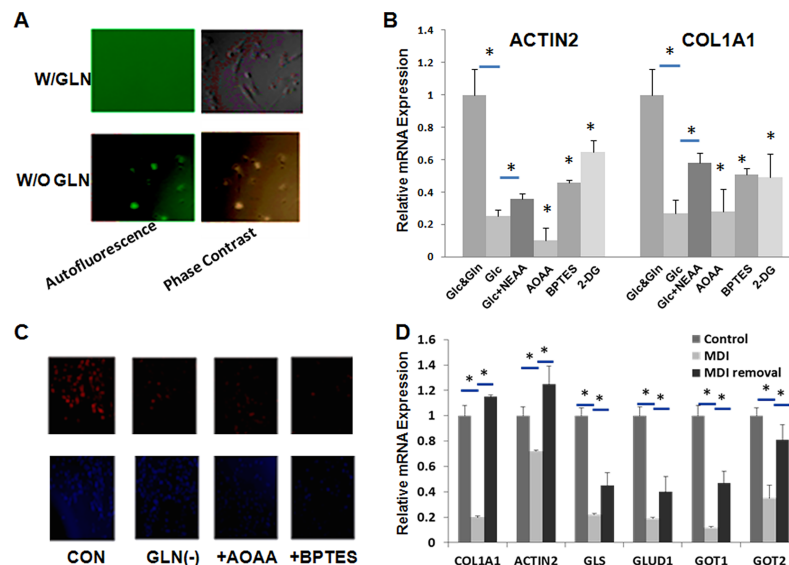 A
W/GLN
W/O GLN
Autofluorescence
Phase Contrast
B
ACTIN2
COL1A1
Relative mRNA Expression
1.4
1.2
1
0.8
0.6
0.4
0.2
0
*
*
*
*
*
*
*
*
*
*
Glc&Gln
Glc
Glc+NEAA
AOAA
BPTES
2-DG
Glc&Gln
Glc
Glc+NEAA
AOAA
BPTES
2-DG
C
CON
GLN(-)
+AOAA
+BPTES
D
Relative mRNA Expression
1.6
1.4
1.2
1
0.8
0.6
0.4
0.2
0
Control
MDI
MDI removal
* *
* *
* *
* *
* *
* *
COL1A1
ACTIN2
GLS
GLUD1
GOT1
GOT2